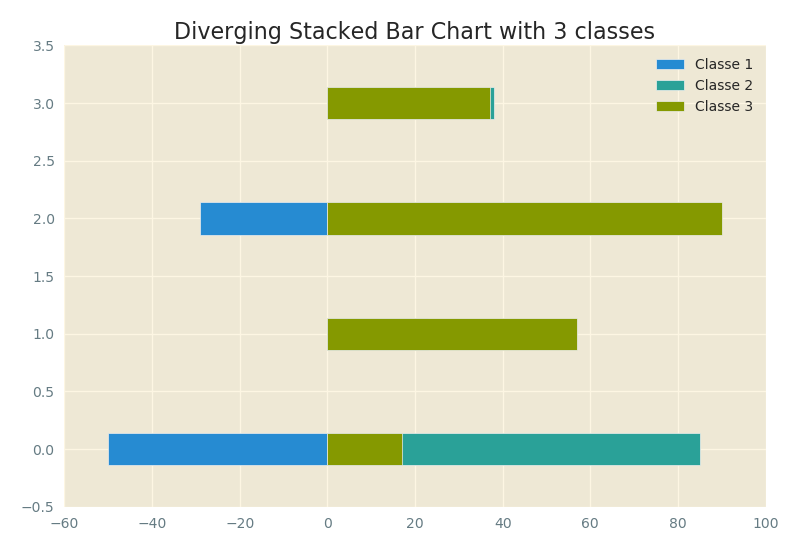 Diverging Stacked Bar Chart with 3 classes
3.5
3.0
2.5
2.0
1.5
1.0
0.5
0.0
−0.5
−60 −40 −20 0 20 40 60 80 100
Classe 1
Classe 2
Classe 3